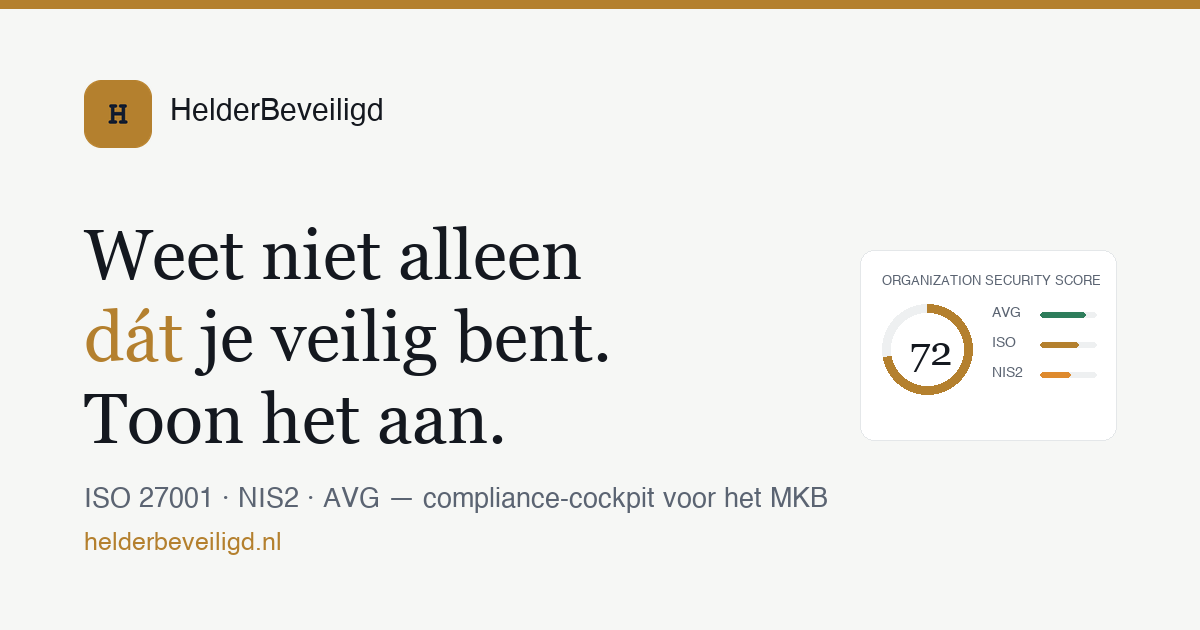 H
HelderBeveiligd
Weet niet alleen
dát je veilig bent.
Toon het aan.
ISO 27001 · NIS2 · AVG — compliance-cockpit voor het MKB
helderbeveiligd.nl
ORGANIZATION SECURITY SCORE
72
AVG
ISO
NIS2